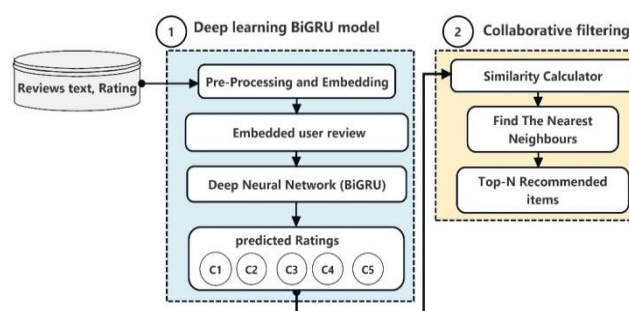 1 Deep learning BiGRU model
2 Collaborative filtering
Reviews text, Rating
Pre-Processing and Embedding
Embedded user review
Deep Neural Network (BiGRU)
predicted Ratings
C1 C2 C3 C4 C5
Similarity Calculator
Find The Nearest
Neighbours
Top-N Recommended
items